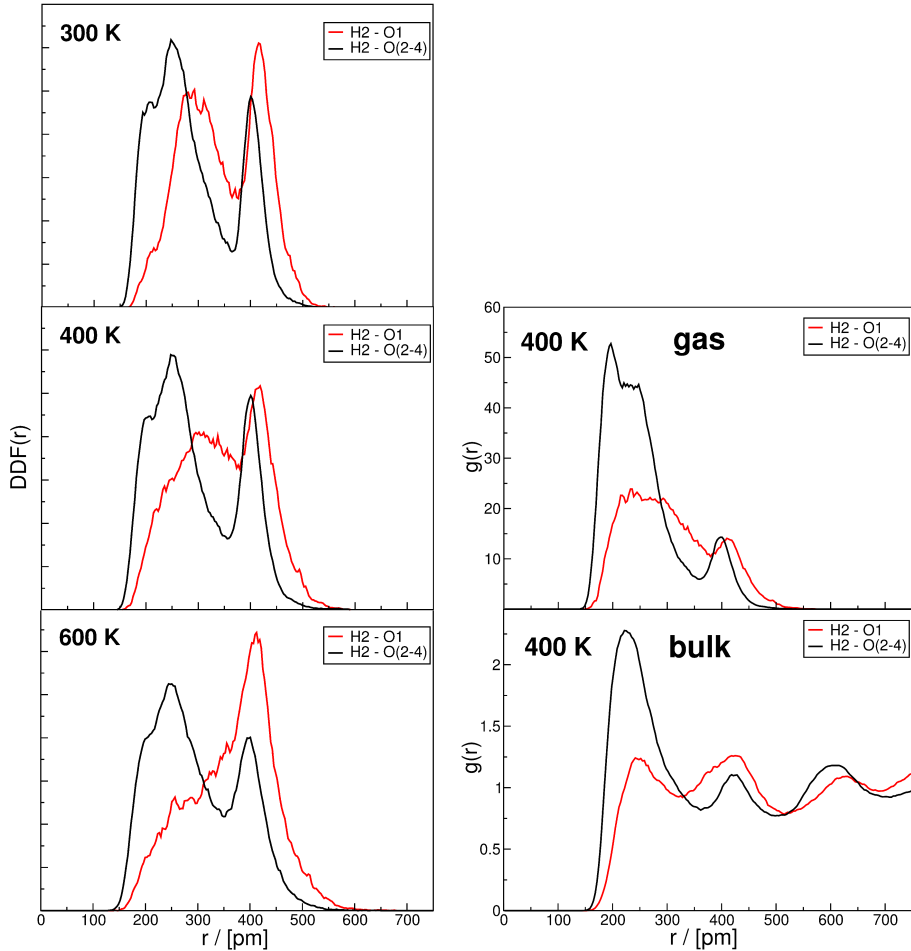 300 K
H2 - O1
H2 - O(2-4)
400 K
H2 - O1
H2 - O(2-4)
DDF(r)
600 K
H2 - O1
H2 - O(2-4)
0 100 200 300 400 500 600 700
r / [pm]
400 K gas
H2 - O1
H2 - O(2-4)
60
50
40
30
20
10
g(r)
400 K bulk
H2 - O1
H2 - O(2-4)
2
1.5
1
0.5
0
g(r)
0 100 200 300 400 500 600 700
r / [pm]